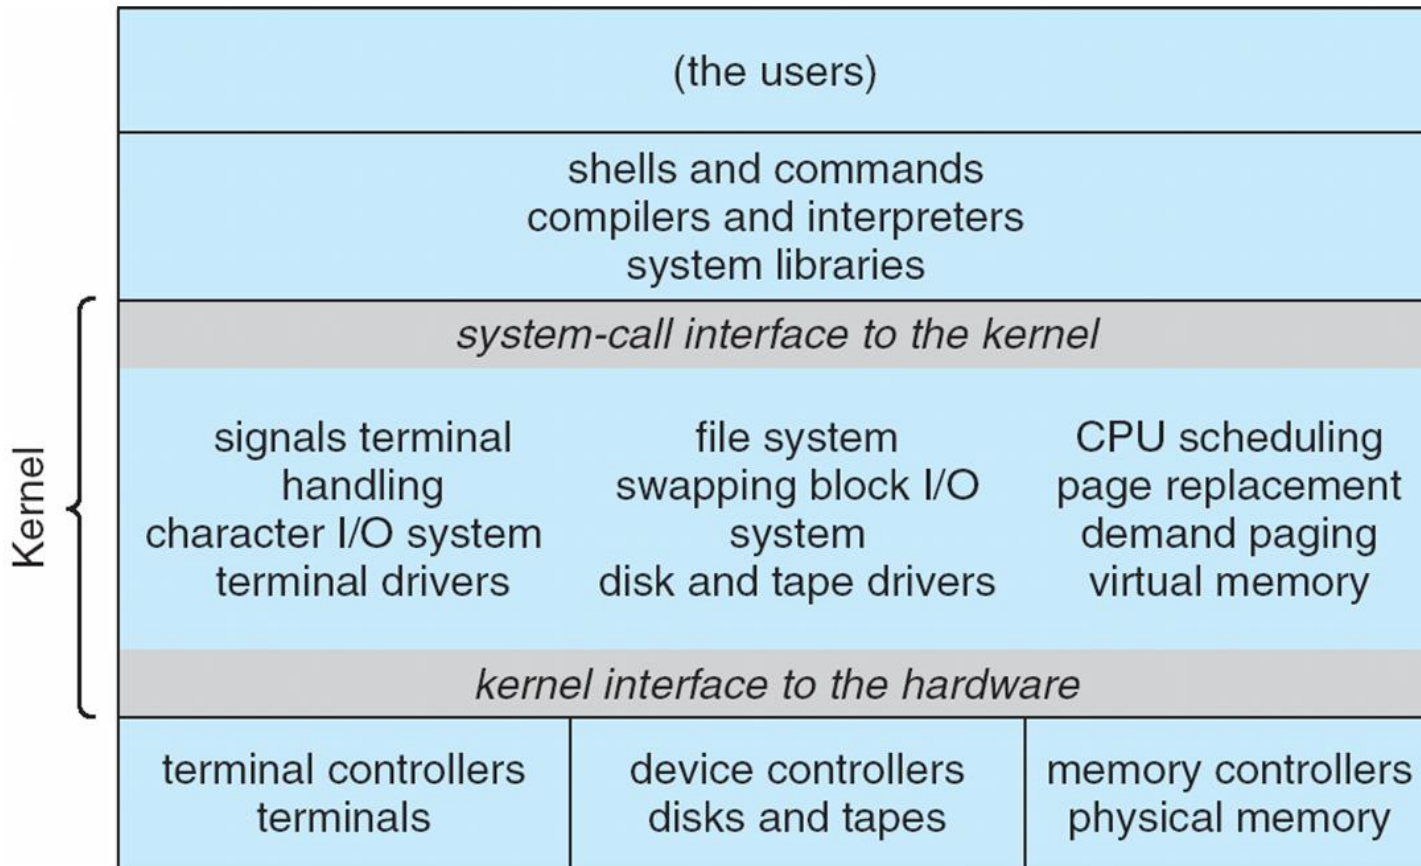 (the users)
shells and commands
compilers and interpreters
system libraries
Kernel
system-call interface to the kernel
signals terminal
handling
character I/O system
terminal drivers
file system
swapping block I/O
system
disk and tape drivers
CPU scheduling
page replacement
demand paging
virtual memory
kernel interface to the hardware
terminal controllers
terminals
device controllers
disks and tapes
memory controllers
physical memory